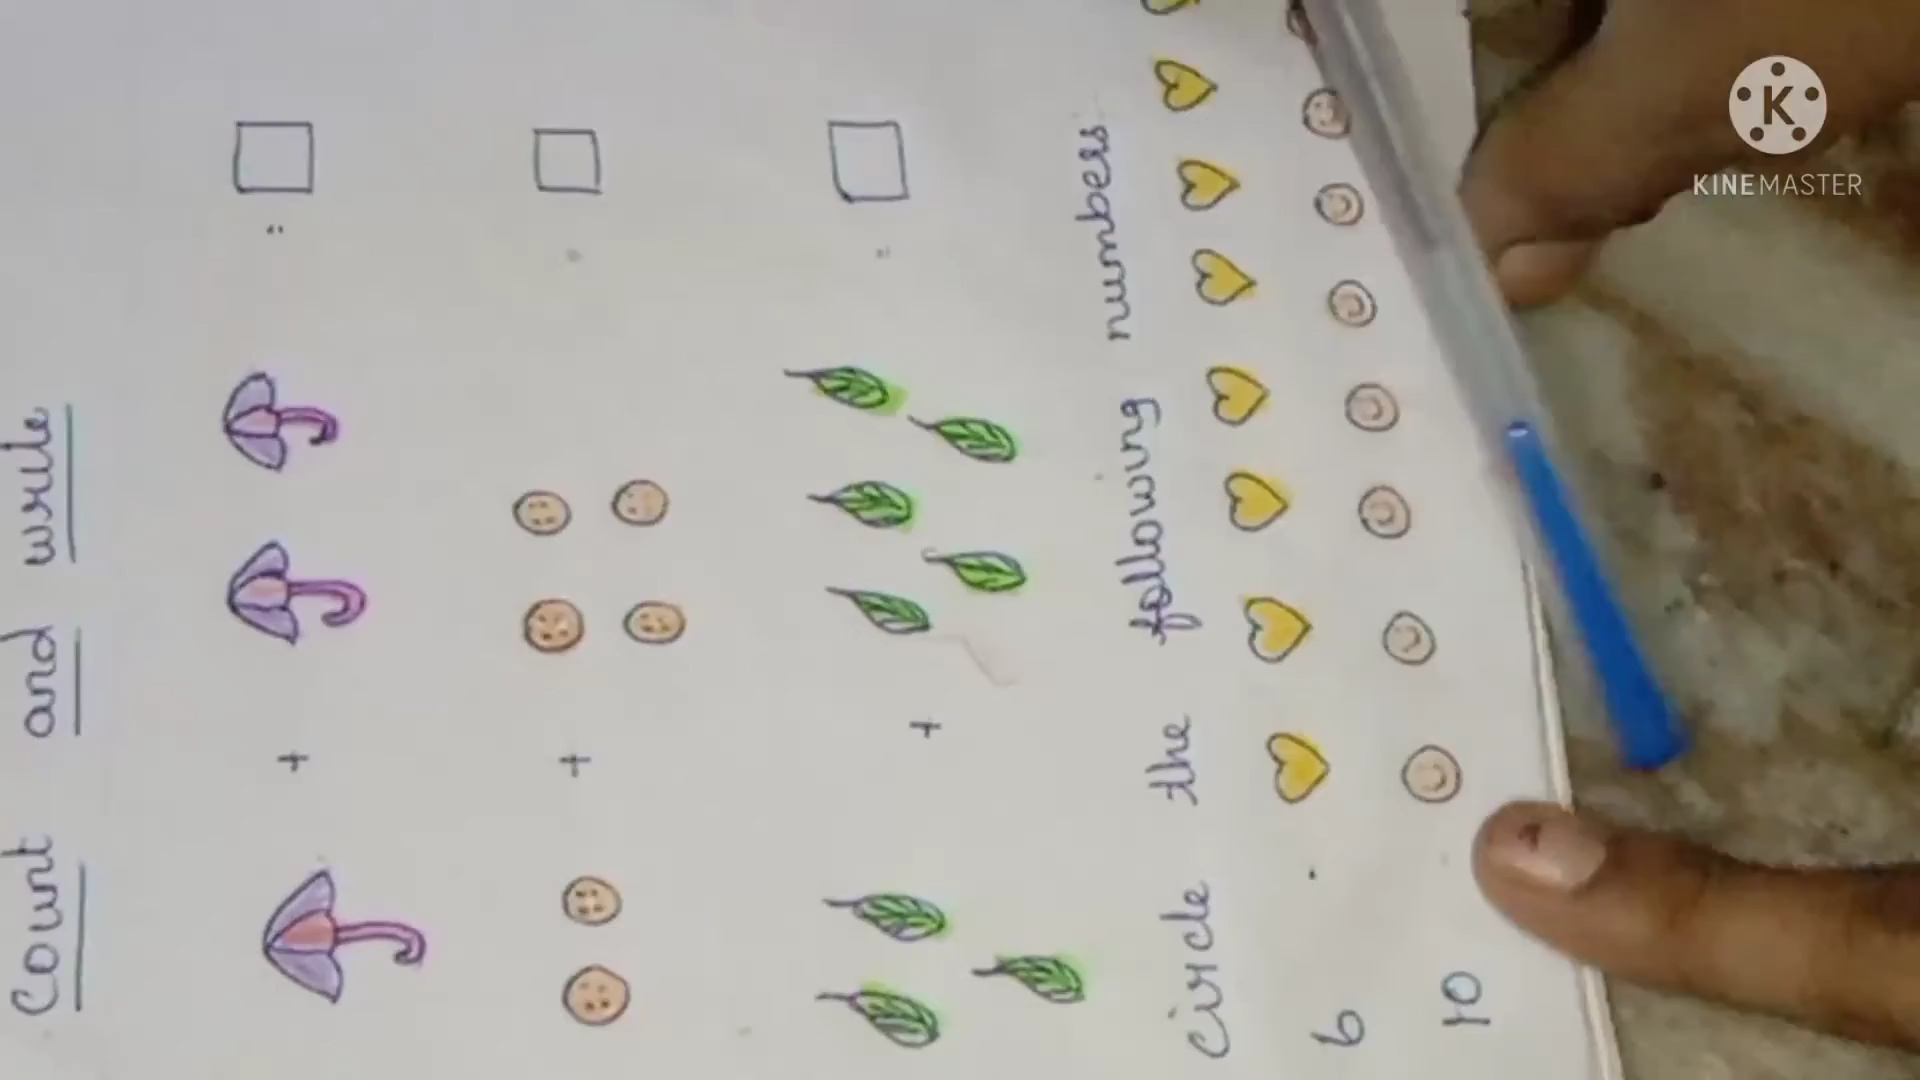 Count and write
+ =
+ =
+ =
Circle the following numbers
6
10
K
KINEMASTER